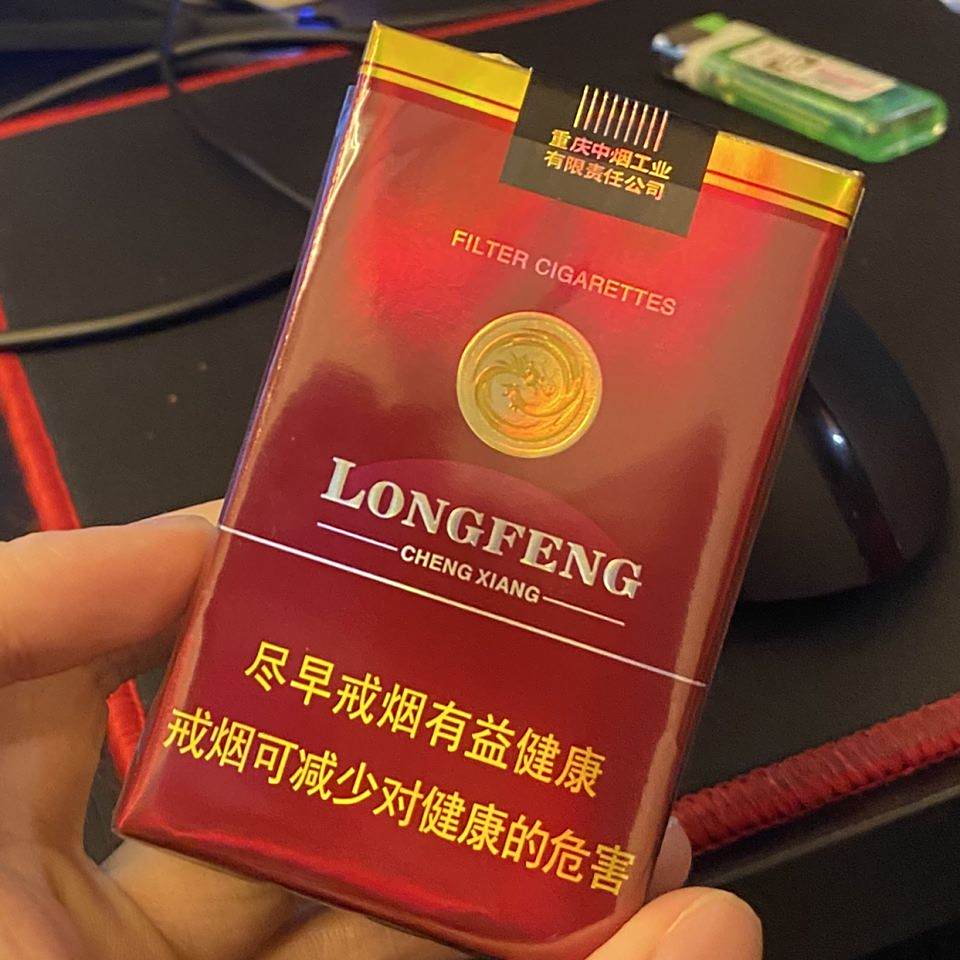 重庆中烟工业
有限责任公司
FILTER CIGARETTES
LONGFENG
CHENG XIANG
尽早戒烟有益健康
戒烟可减少对健康的危害